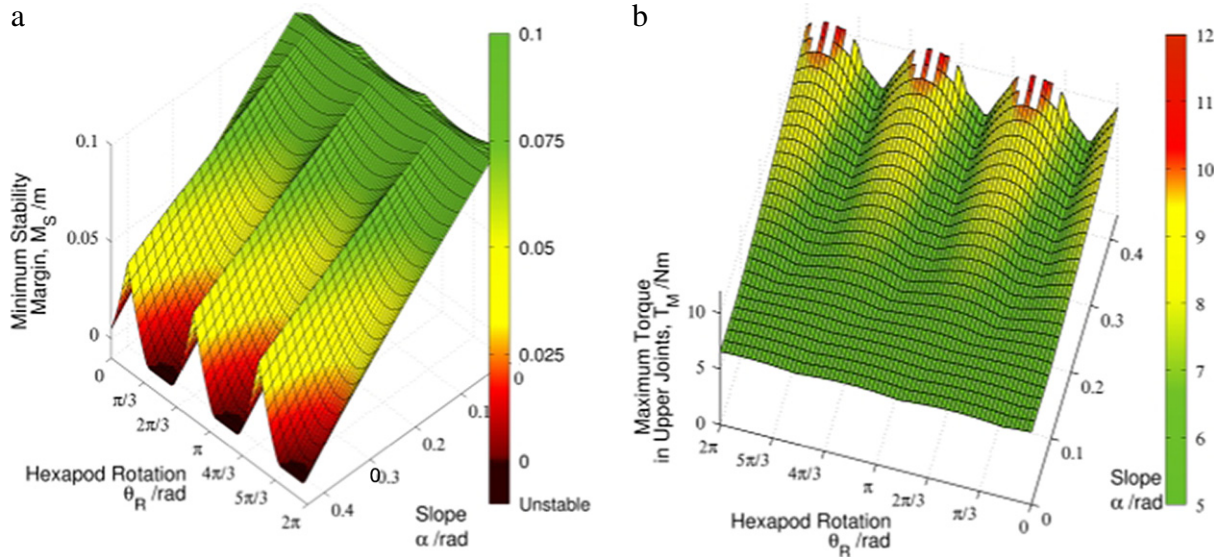 a
0.1
0.05
0
Minimum Stability
Margin, M_S /m
0
π/3
2π/3
π
4π/3
5π/3
2π
Hexapod Rotation
θ_R /rad
0
0.1
0.2
0.3
0
0.4
Slope
α /rad
0.1
0.075
0.05
0.025
0
Unstable
b
10
5
0
Maximum Torque
in Upper Joints, T_M /Nm
2π
5π/3
4π/3
π
2π/3
π/3
0
Hexapod Rotation
θ_R /rad
0
0.1
0.2
0.3
0.4
Slope
α /rad
12
11
10
9
8
7
6
5